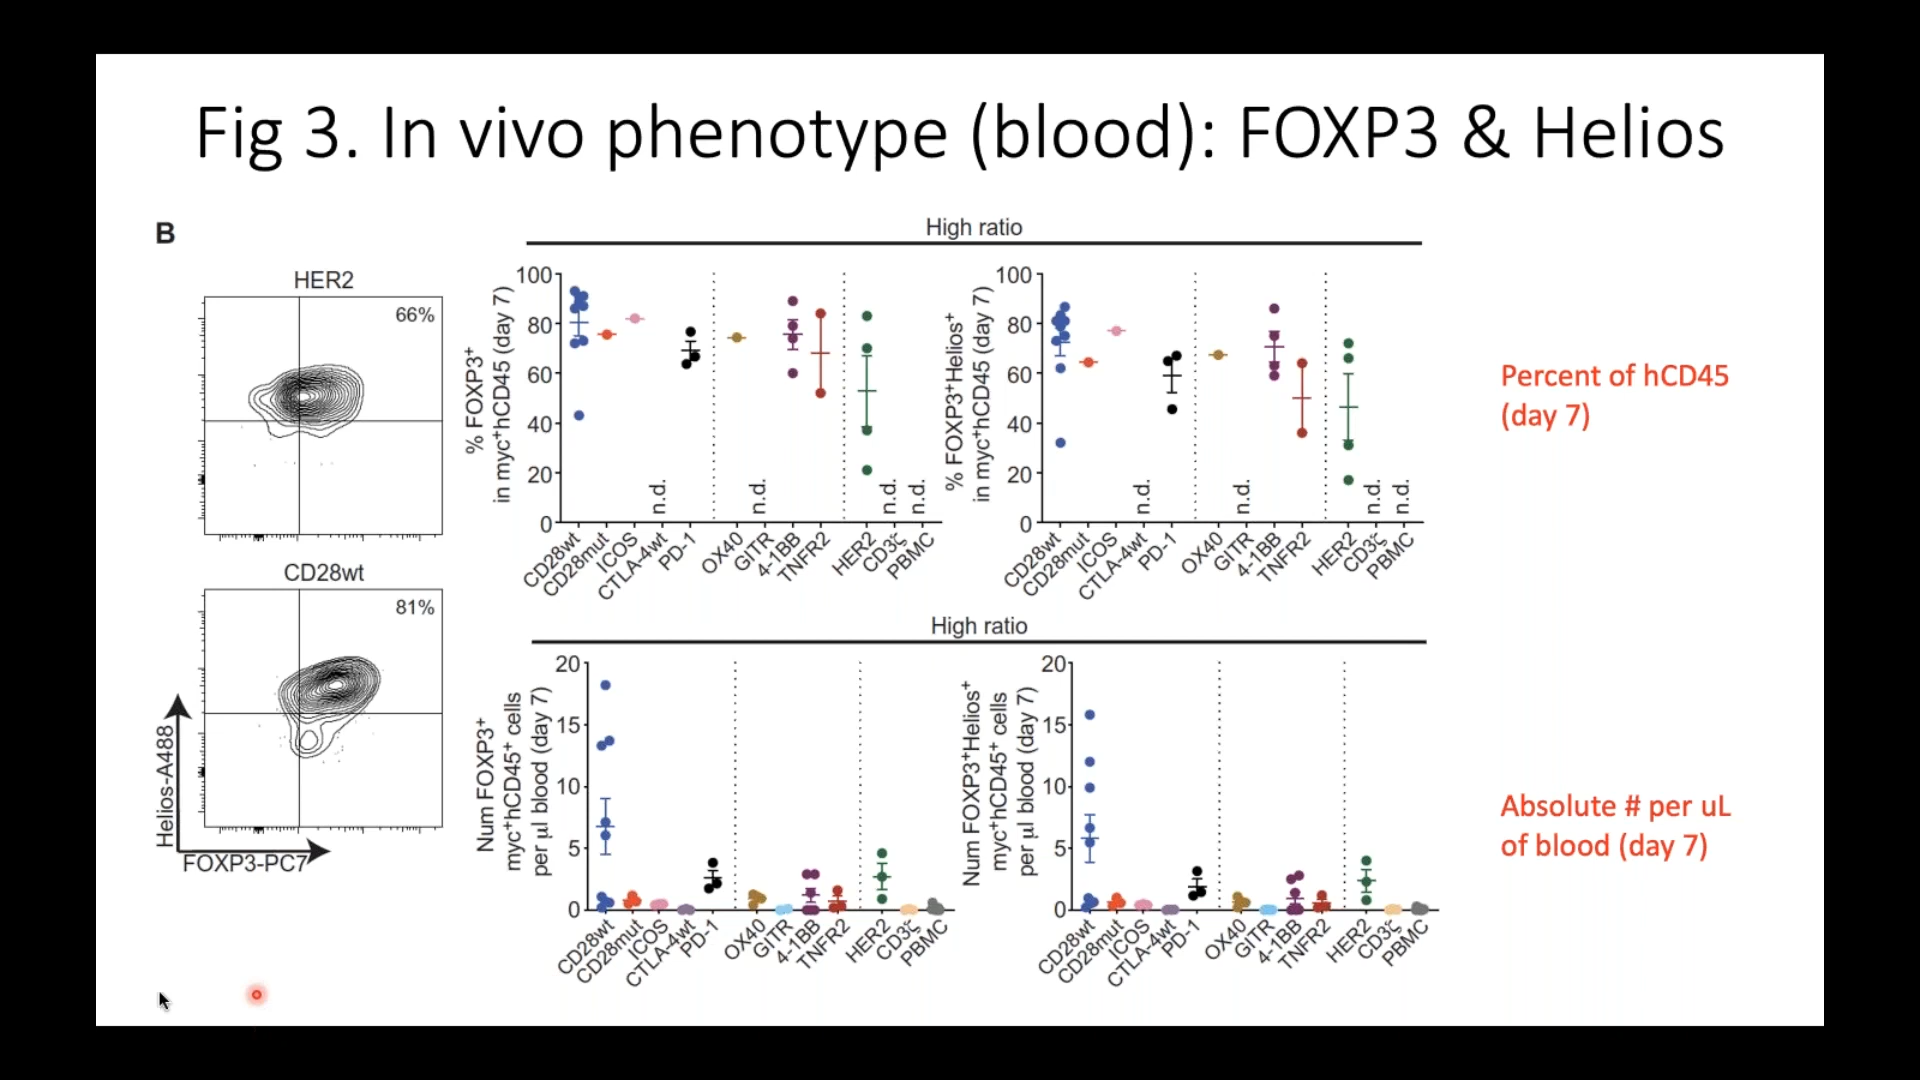 Fig 3. In vivo phenotype (blood): FOXP3 & Helios
B
HER2
66%
CD28wt
81%
Helios-A488
FOXP3-PC7
High ratio
% FOXP3⁺
in myc⁺hCD45 (day 7)
100
80
60
40
20
0
n.d.
n.d.
n.d.
n.d.
CD28wt
CD28mut
ICOS
CTLA-4wt
PD-1
OX40
GITR
4-1BB
TNFR2
HER2
CD3ζ
PBMC
% FOXP3⁺Helios⁺
in myc⁺hCD45 (day 7)
100
80
60
40
20
0
n.d.
n.d.
n.d.
n.d.
CD28wt
CD28mut
ICOS
CTLA-4wt
PD-1
OX40
GITR
4-1BB
TNFR2
HER2
CD3ζ
PBMC
Percent of hCD45
(day 7)
High ratio
Num FOXP3⁺
myc⁺hCD45⁺ cells
per µl blood (day 7)
20
15
10
5
0
CD28wt
CD28mut
ICOS
CTLA-4wt
PD-1
OX40
GITR
4-1BB
TNFR2
HER2
CD3ζ
PBMC
Num FOXP3⁺Helios⁺
myc⁺hCD45⁺ cells
per µl blood (day 7)
20
15
10
5
0
CD28wt
CD28mut
ICOS
CTLA-4wt
PD-1
OX40
GITR
4-1BB
TNFR2
HER2
CD3ζ
PBMC
Absolute # per uL
of blood (day 7)